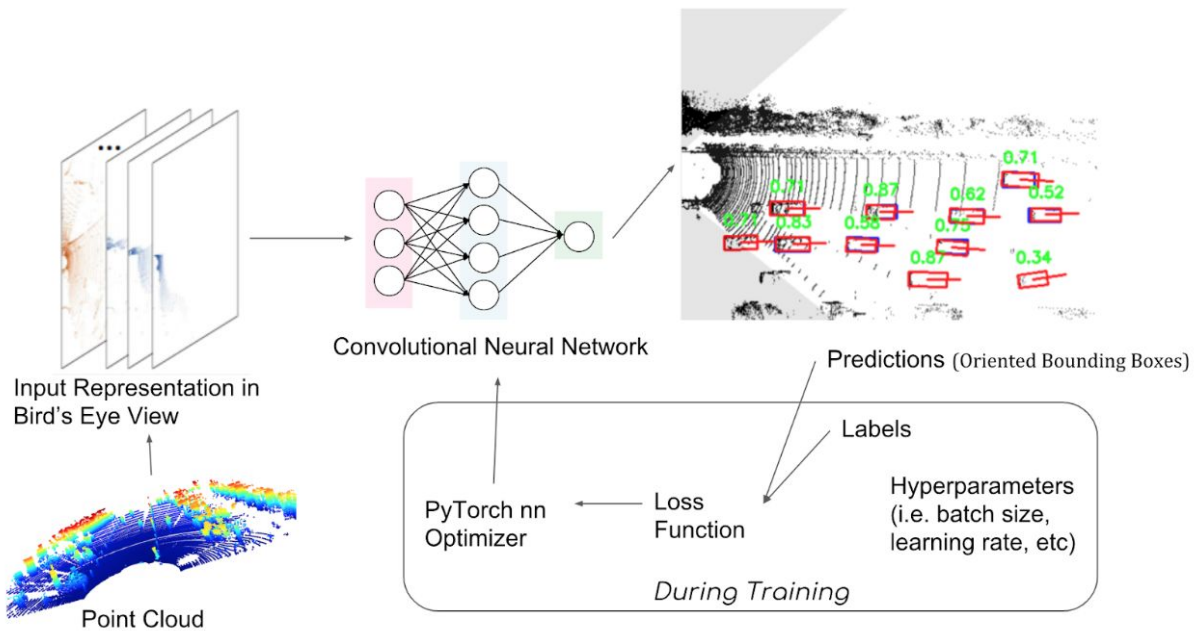 ...
0.71
0.71
0.87
0.62
0.52
0.71
0.83
0.58
0.75
0.87
0.34
Convolutional Neural Network
Predictions (Oriented Bounding Boxes)
Input Representation in
Bird's Eye View
Labels
PyTorch nn
Optimizer
Loss
Function
Hyperparameters
(i.e. batch size,
learning rate, etc)
During Training
Point Cloud